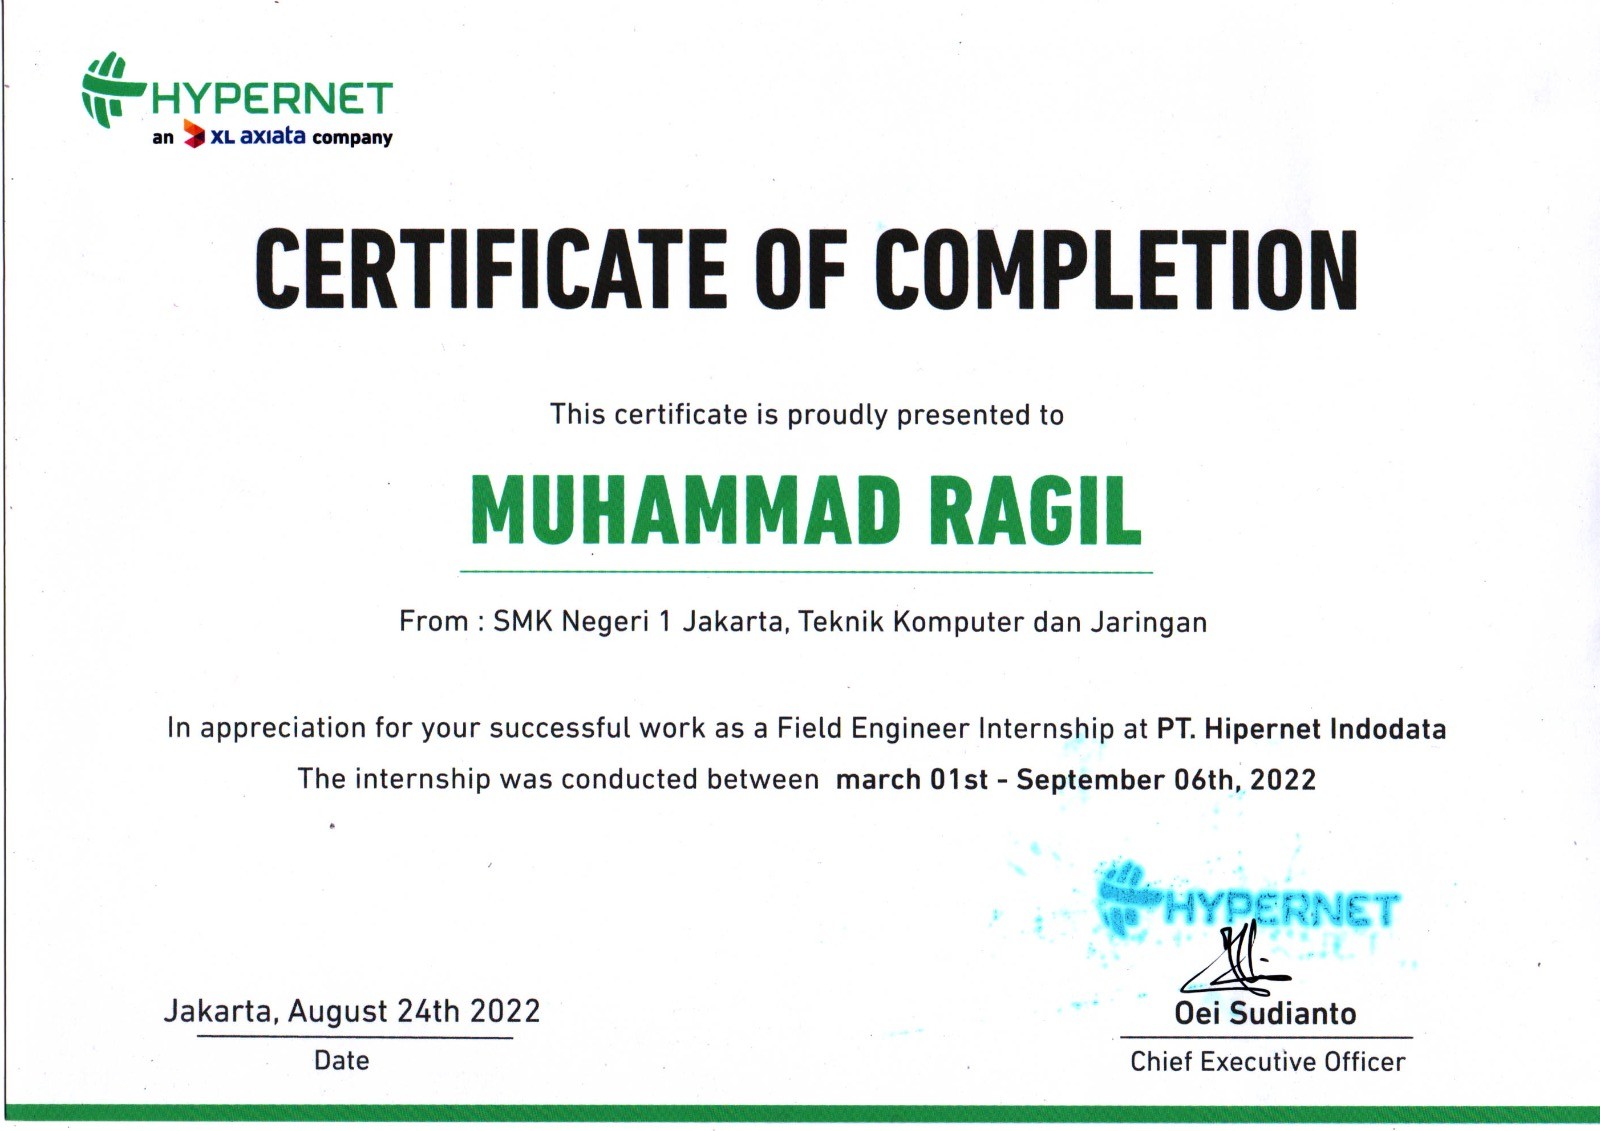 HYPERNET
an XL axiata company
CERTIFICATE OF COMPLETION
This certificate is proudly presented to
MUHAMMAD RAGIL
From : SMK Negeri 1 Jakarta, Teknik Komputer dan Jaringan
In appreciation for your successful work as a Field Engineer Internship at PT. Hipernet Indodata
The internship was conducted between march 01st - September 06th, 2022
HYPERNET
Jakarta, August 24th 2022
Oei Sudianto
Date
Chief Executive Officer